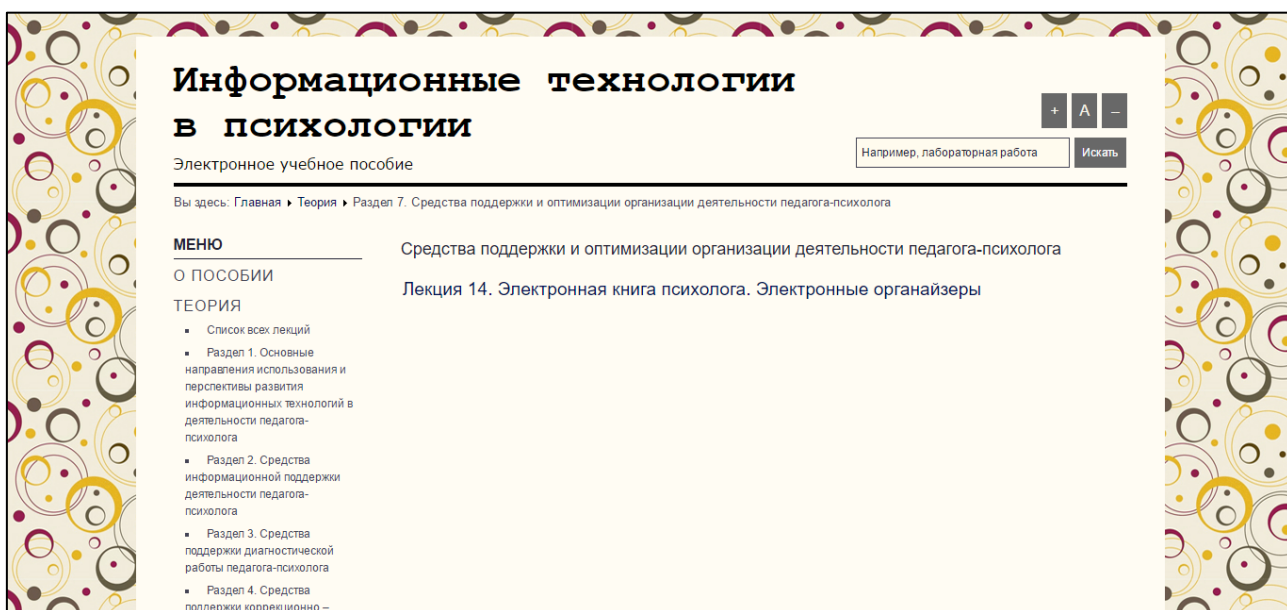 Информационные технологии
в психологии
Электронное учебное пособие
+ A –
Например, лабораторная работа Искать
Вы здесь: Главная Теория Раздел 7. Средства поддержки и оптимизации организации деятельности педагога-психолога
МЕНЮ
О ПОСОБИИ
ТЕОРИЯ
Список всех лекций
Раздел 1. Основные
направления использования и
перспективы развития
информационных технологий в
деятельности педагога-
психолога
Раздел 2. Средства
информационной поддержки
деятельности педагога-
психолога
Раздел 3. Средства
поддержки диагностической
работы педагога-психолога
Раздел 4. Средства
поддержки коррекционно –
Средства поддержки и оптимизации организации деятельности педагога-психолога
Лекция 14. Электронная книга психолога. Электронные органайзеры